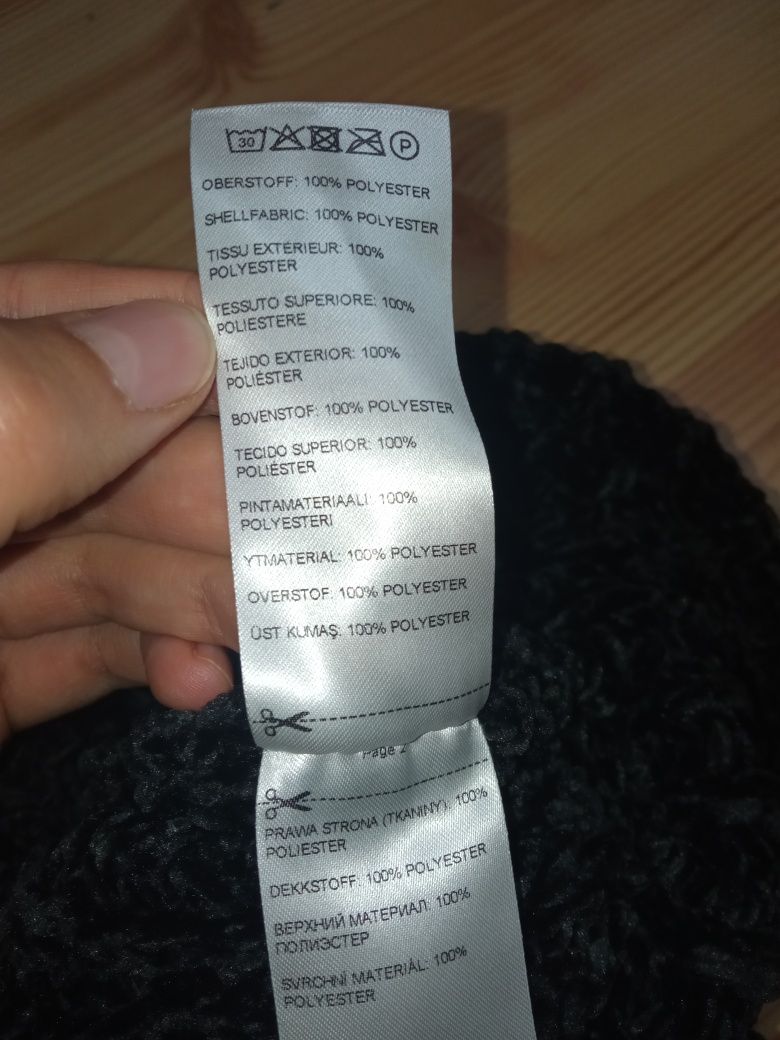 30 P
OBERSTOFF: 100% POLYESTER
SHELLFABRIC: 100% POLYESTER
TISSU EXTÉRIEUR: 100%
POLYESTER
TESSUTO SUPERIORE: 100%
POLIESTERE
TEJIDO EXTERIOR: 100%
POLIÉSTER
BOVENSTOF: 100% POLYESTER
TECIDO SUPERIOR: 100%
POLIÉSTER
PINTAMATERIAALI: 100%
POLYESTERI
YTMATERIAL: 100% POLYESTER
OVERSTOF: 100% POLYESTER
ÜST KUMAŞ: 100% POLYESTER
Page 2
PRAWA STRONA (TKANINY): 100%
POLIESTER
DEKKSTOFF: 100% POLYESTER
ВЕРХНИЙ МАТЕРИАЛ: 100%
ПОЛИЭСТЕР
SVRCHNÍ MATERIÁL: 100%
POLYESTER